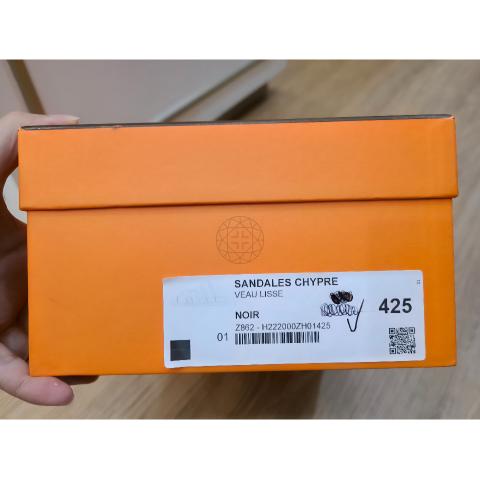 SANDALES CHYPRE
VEAU LISSE
NOIR
425
Z862 - H222000ZH01425
01